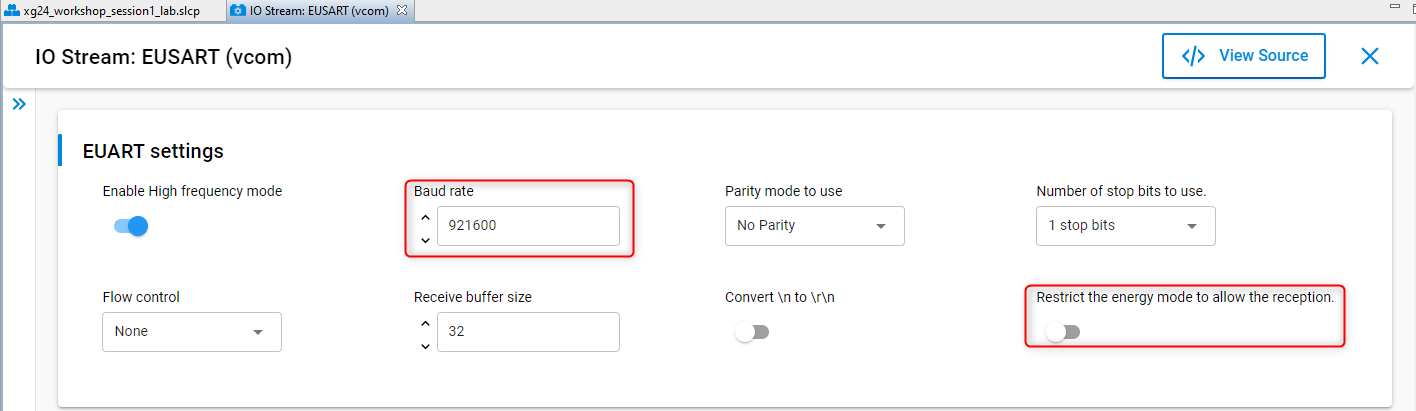 xg24_workshop_session1_lab.slcp
IO Stream: EUSART (vcom)
IO Stream: EUSART (vcom)
View Source
EUART settings
Enable High frequency mode
Baud rate
Parity mode to use
Number of stop bits to use.
921600
No Parity
1 stop bits
Flow control
Receive buffer size
Convert \n to \r\n
Restrict the energy mode to allow the reception.
None
32